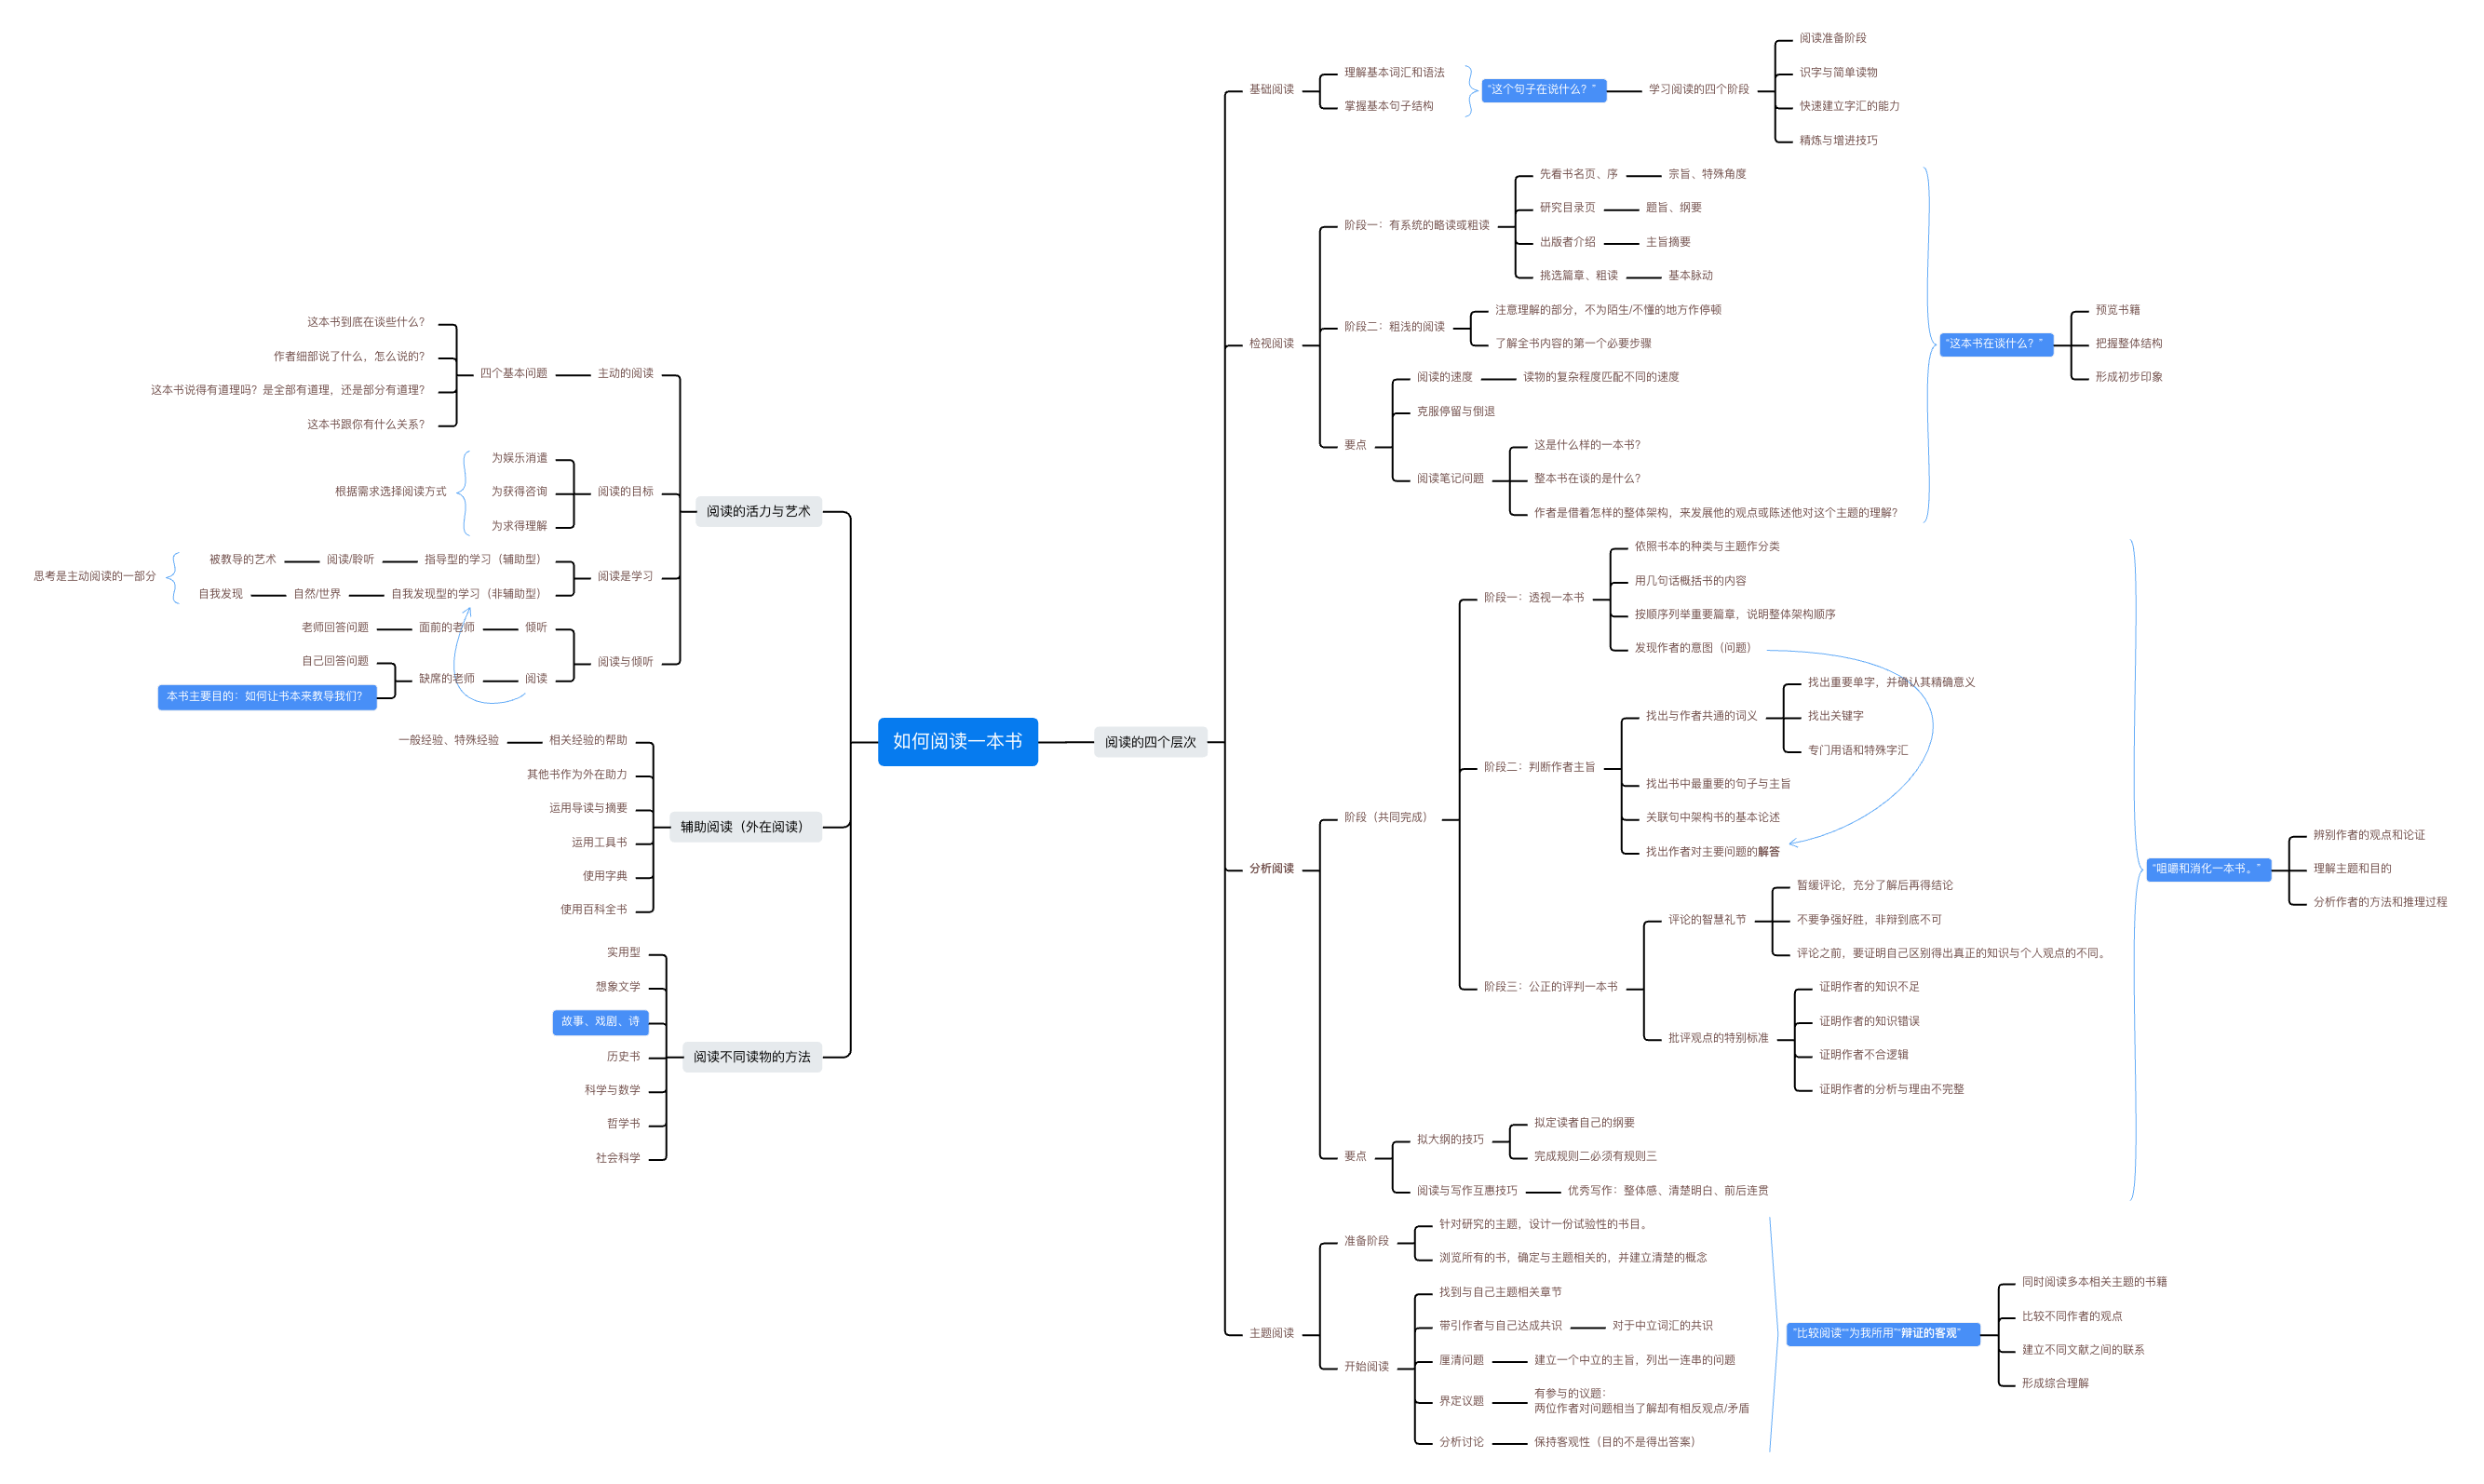 如何阅读一本书
阅读的四个层次
基础阅读
理解基本词汇和语法
掌握基本句子结构
“这个句子在说什么？”
学习阅读的四个阶段
阅读准备阶段
识字与简单读物
快速建立字汇的能力
精炼与增进技巧
检视阅读
阶段一：有系统的略读或粗读
先看书名页、序
宗旨、特殊角度
研究目录页
题旨、纲要
出版者介绍
主旨摘要
挑选篇章、粗读
基本脉动
阶段二：粗浅的阅读
注意理解的部分，不为陌生/不懂的地方作停顿
了解全书内容的第一个必要步骤
要点
阅读的速度
读物的复杂程度匹配不同的速度
克服停留与倒退
阅读笔记问题
这是什么样的一本书？
整本书在谈的是什么？
作者是借着怎样的整体架构，来发展他的观点或陈述他对这个主题的理解？
“这本书在谈什么？”
预览书籍
把握整体结构
形成初步印象
分析阅读
阶段（共同完成）
阶段一：透视一本书
依照书本的种类与主题作分类
用几句话概括书的内容
按顺序列举重要篇章，说明整体架构顺序
发现作者的意图（问题）
阶段二：判断作者主旨
找出与作者共通的词义
找出重要单字，并确认其精确意义
找出关键字
专门用语和特殊字汇
找出书中最重要的句子与主旨
关联句中架构书的基本论述
找出作者对主要问题的解答
阶段三：公正的评判一本书
评论的智慧礼节
暂缓评论，充分了解后再得结论
不要争强好胜，非辩到底不可
评论之前，要证明自己区别得出真正的知识与个人观点的不同。
批评观点的特别标准
证明作者的知识不足
证明作者的知识错误
证明作者不合逻辑
证明作者的分析与理由不完整
要点
拟大纲的技巧
拟定读者自己的纲要
完成规则二必须有规则三
阅读与写作互惠技巧
优秀写作：整体感、清楚明白、前后连贯
“咀嚼和消化一本书。”
辨别作者的观点和论证
理解主题和目的
分析作者的方法和推理过程
主题阅读
准备阶段
针对研究的主题，设计一份试验性的书目。
浏览所有的书，确定与主题相关的，并建立清楚的概念
开始阅读
找到与自己主题相关章节
带引作者与自己达成共识
对于中立词汇的共识
厘清问题
建立一个中立的主旨，列出一连串的问题
界定议题
有参与的议题：
两位作者对问题相当了解却有相反观点/矛盾
分析讨论
保持客观性（目的不是得出答案）
“比较阅读”“为我所用”“辩证的客观”
同时阅读多本相关主题的书籍
比较不同作者的观点
建立不同文献之间的联系
形成综合理解
阅读的活力与艺术
主动的阅读
四个基本问题
这本书到底在谈些什么？
作者细部说了什么，怎么说的？
这本书说得有道理吗？是全部有道理，还是部分有道理？
这本书跟你有什么关系？
阅读的目标
为娱乐消遣
为获得咨询
为求得理解
根据需求选择阅读方式
阅读是学习
指导型的学习（辅助型）
阅读/聆听
被教导的艺术
自我发现型的学习（非辅助型）
自然/世界
自我发现
思考是主动阅读的一部分
阅读与倾听
倾听
面前的老师
老师回答问题
阅读
缺席的老师
自己回答问题
本书主要目的：如何让书本来教导我们？
辅助阅读（外在阅读）
相关经验的帮助
一般经验、特殊经验
其他书作为外在助力
运用导读与摘要
运用工具书
使用字典
使用百科全书
阅读不同读物的方法
实用型
想象文学
故事、戏剧、诗
历史书
科学与数学
哲学书
社会科学